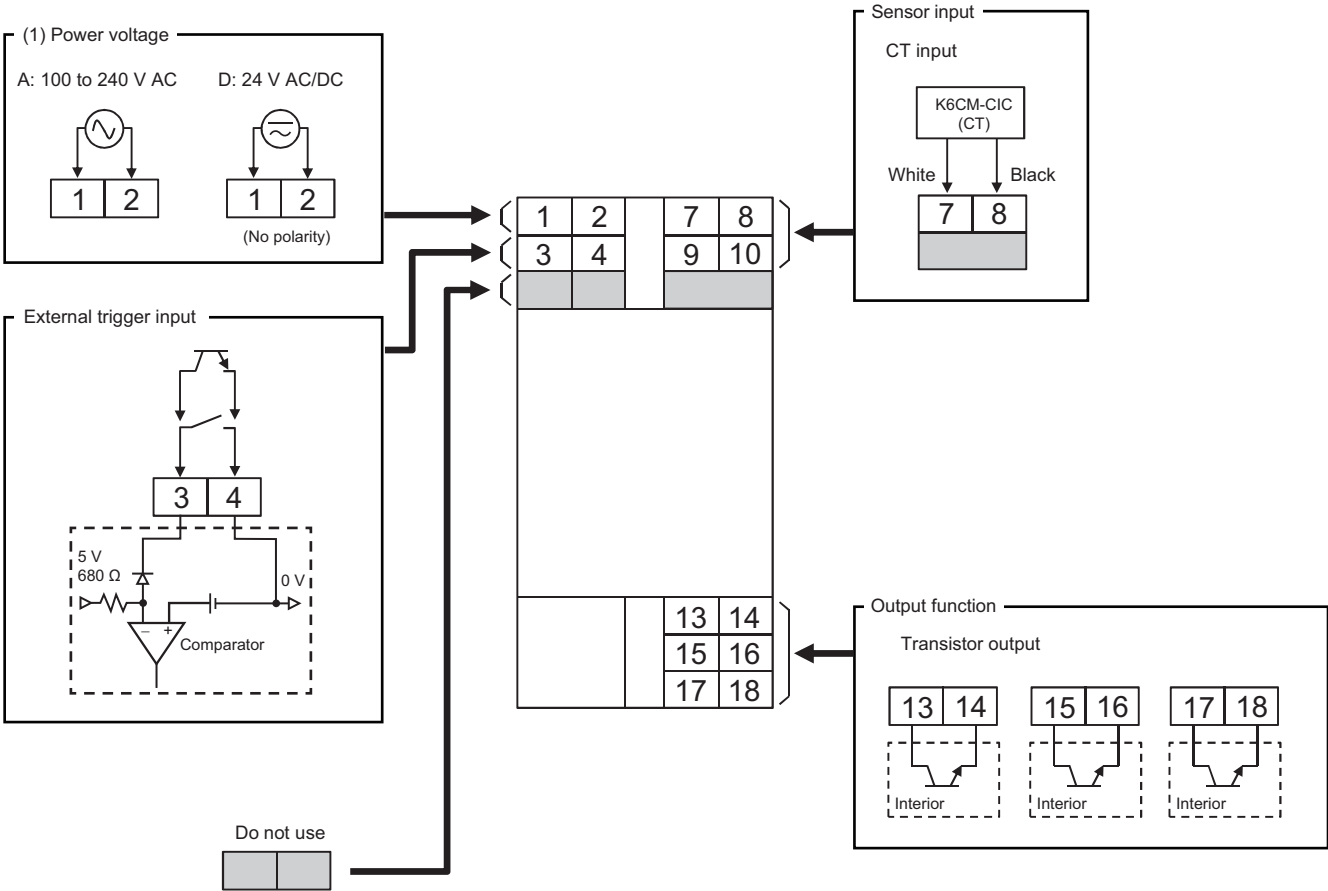 (1) Power voltage
A: 100 to 240 V AC
D: 24 V AC/DC
1 2
1 2
(No polarity)
External trigger input
3 4
5 V
680 Ω
0 V
– +
Comparator
Do not use
1 2 7 8
3 4 9 10
13 14
15 16
17 18
Sensor input
CT input
K6CM-CIC
(CT)
White Black
7 8
Output function
Transistor output
13 14
15 16
17 18
Interior
Interior
Interior